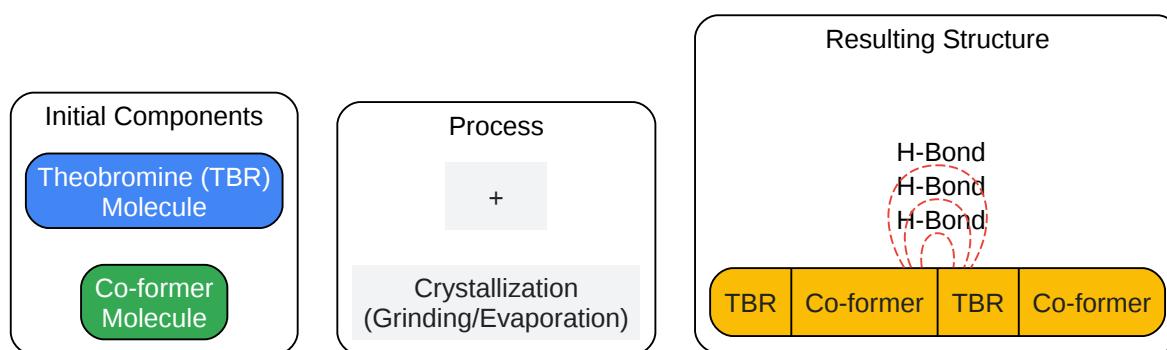 Initial Components
Theobromine (TBR)
Molecule
Co-former
Molecule
Process
+
Crystallization
(Grinding/Evaporation)
Resulting Structure
H-Bond
H-Bond
H-Bond
TBR
Co-former
TBR
Co-former